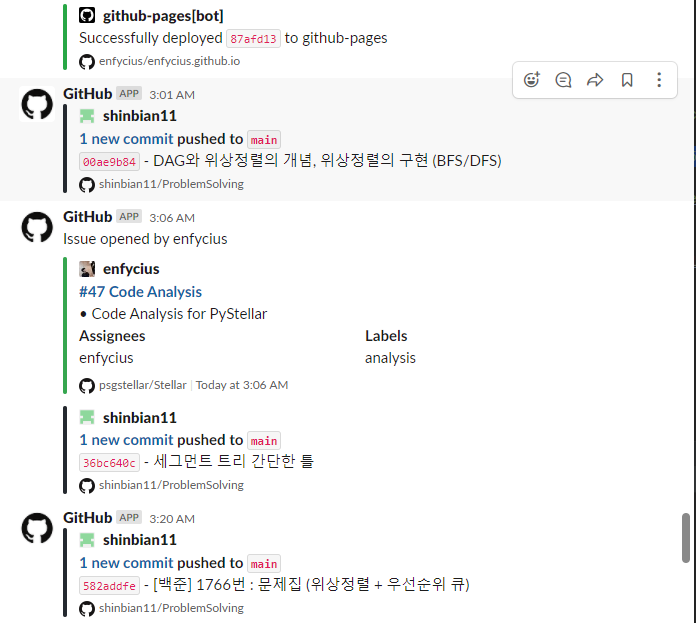 github-pages[bot]
Successfully deployed 87afd13 to github-pages
enfycius/enfycius.github.io
GitHub APP 3:01 AM
shinbian11
1 new commit pushed to main
00ae9b84 - DAG와 위상정렬의 개념, 위상정렬의 구현 (BFS/DFS)
shinbian11/ProblemSolving
GitHub APP 3:06 AM
Issue opened by enfycius
enfycius
#47 Code Analysis
• Code Analysis for PyStellar
Assignees Labels
enfycius analysis
psgstellar/Stellar | Today at 3:06 AM
shinbian11
1 new commit pushed to main
36bc640c - 세그먼트 트리 간단한 틀
shinbian11/ProblemSolving
GitHub APP 3:20 AM
shinbian11
1 new commit pushed to main
582addfe - [백준] 1766번 : 문제집 (위상정렬 + 우선순위 큐)
shinbian11/ProblemSolving